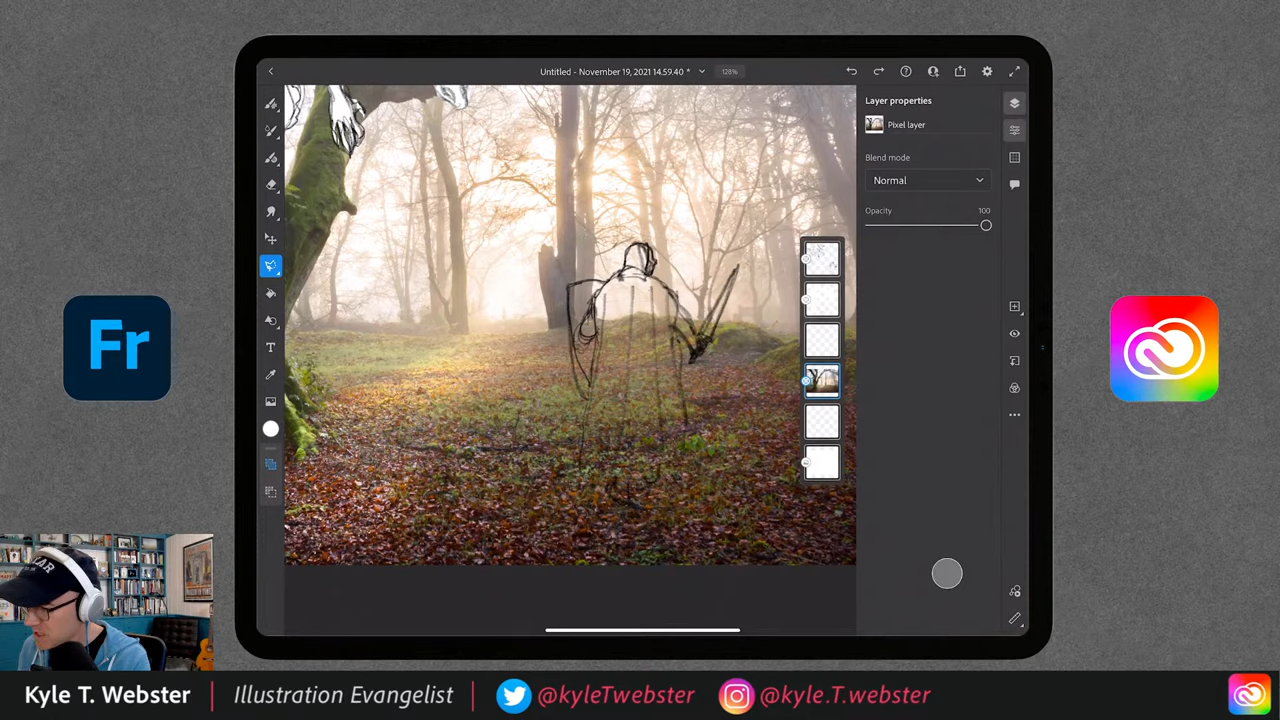 Untitled - November 19, 2021 14.59.40 *
128%
Layer properties
Pixel layer
Blend mode
Normal
Opacity
100
T
Fr
Kyle T. Webster | Illustration Evangelist | @kyleTwebster @kyle.T.webster